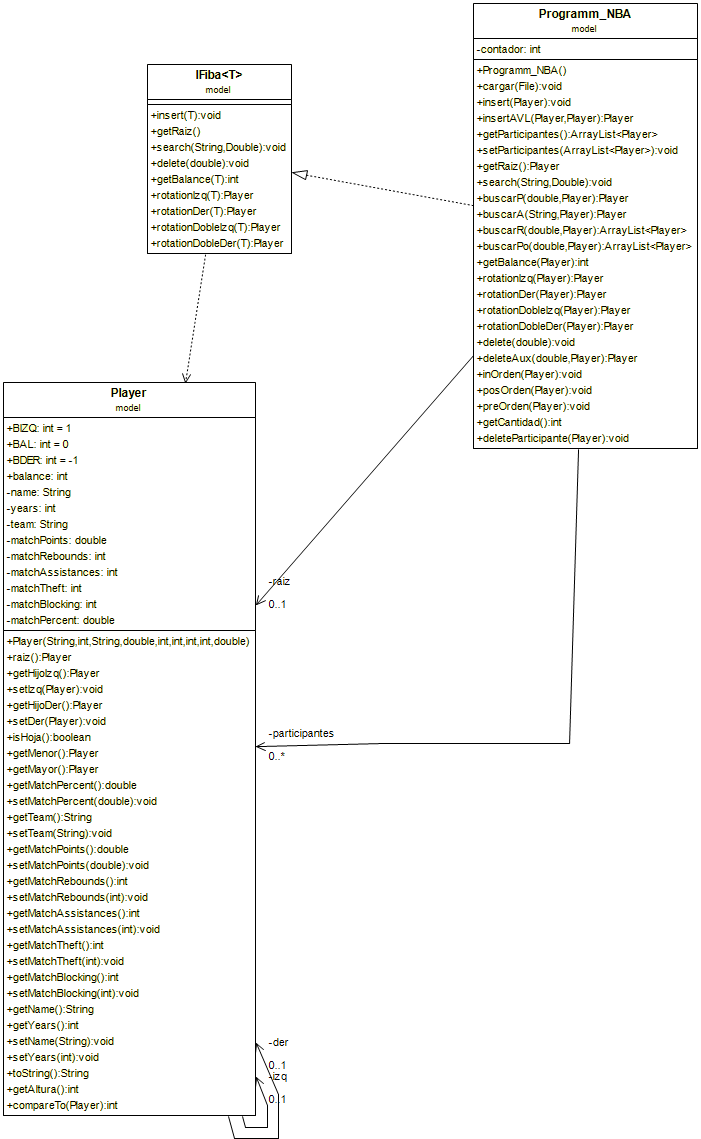 Programm_NBA
model
-contador: int
+Programm_NBA()
+cargar(File):void
+insert(Player):void
+insertAVL(Player,Player):Player
+getParticipantes():ArrayList<Player>
+setParticipantes(ArrayList<Player>):void
+getRaiz():Player
+search(String,Double):void
+buscarP(double,Player):Player
+buscarA(String,Player):Player
+buscarR(double,Player):ArrayList<Player>
+buscarPo(double,Player):ArrayList<Player>
+getBalance(Player):int
+rotationIzq(Player):Player
+rotationDer(Player):Player
+rotationDobleIzq(Player):Player
+rotationDobleDer(Player):Player
+delete(double):void
+deleteAux(double,Player):Player
+inOrden(Player):void
+posOrden(Player):void
+preOrden(Player):void
+getCantidad():int
+deleteParticipante(Player):void
IFiba<T>
model
+insert(T):void
+getRaiz()
+search(String,Double):void
+delete(double):void
+getBalance(T):int
+rotationIzq(T):Player
+rotationDer(T):Player
+rotationDobleIzq(T):Player
+rotationDobleDer(T):Player
Player
model
+BIZQ: int = 1
+BAL: int = 0
+BDER: int = -1
+balance: int
-name: String
-years: int
-team: String
-matchPoints: double
-matchRebounds: int
-matchAssistances: int
-matchTheft: int
-matchBlocking: int
-matchPercent: double
+Player(String,int,String,double,int,int,int,int,double)
+raiz():Player
+getHijoIzq():Player
+setIzq(Player):void
+getHijoDer():Player
+setDer(Player):void
+isHoja():boolean
+getMenor():Player
+getMayor():Player
+getMatchPercent():double
+setMatchPercent(double):void
+getTeam():String
+setTeam(String):void
+getMatchPoints():double
+setMatchPoints(double):void
+getMatchRebounds():int
+setMatchRebounds(int):void
+getMatchAssistances():int
+setMatchAssistances(int):void
+getMatchTheft():int
+setMatchTheft(int):void
+getMatchBlocking():int
+setMatchBlocking(int):void
+getName():String
+getYears():int
+setName(String):void
+setYears(int):void
+toString():String
+getAltura():int
+compareTo(Player):int
-raiz
0..1
-participantes
0..*
-der
0..1
-izq
0..1